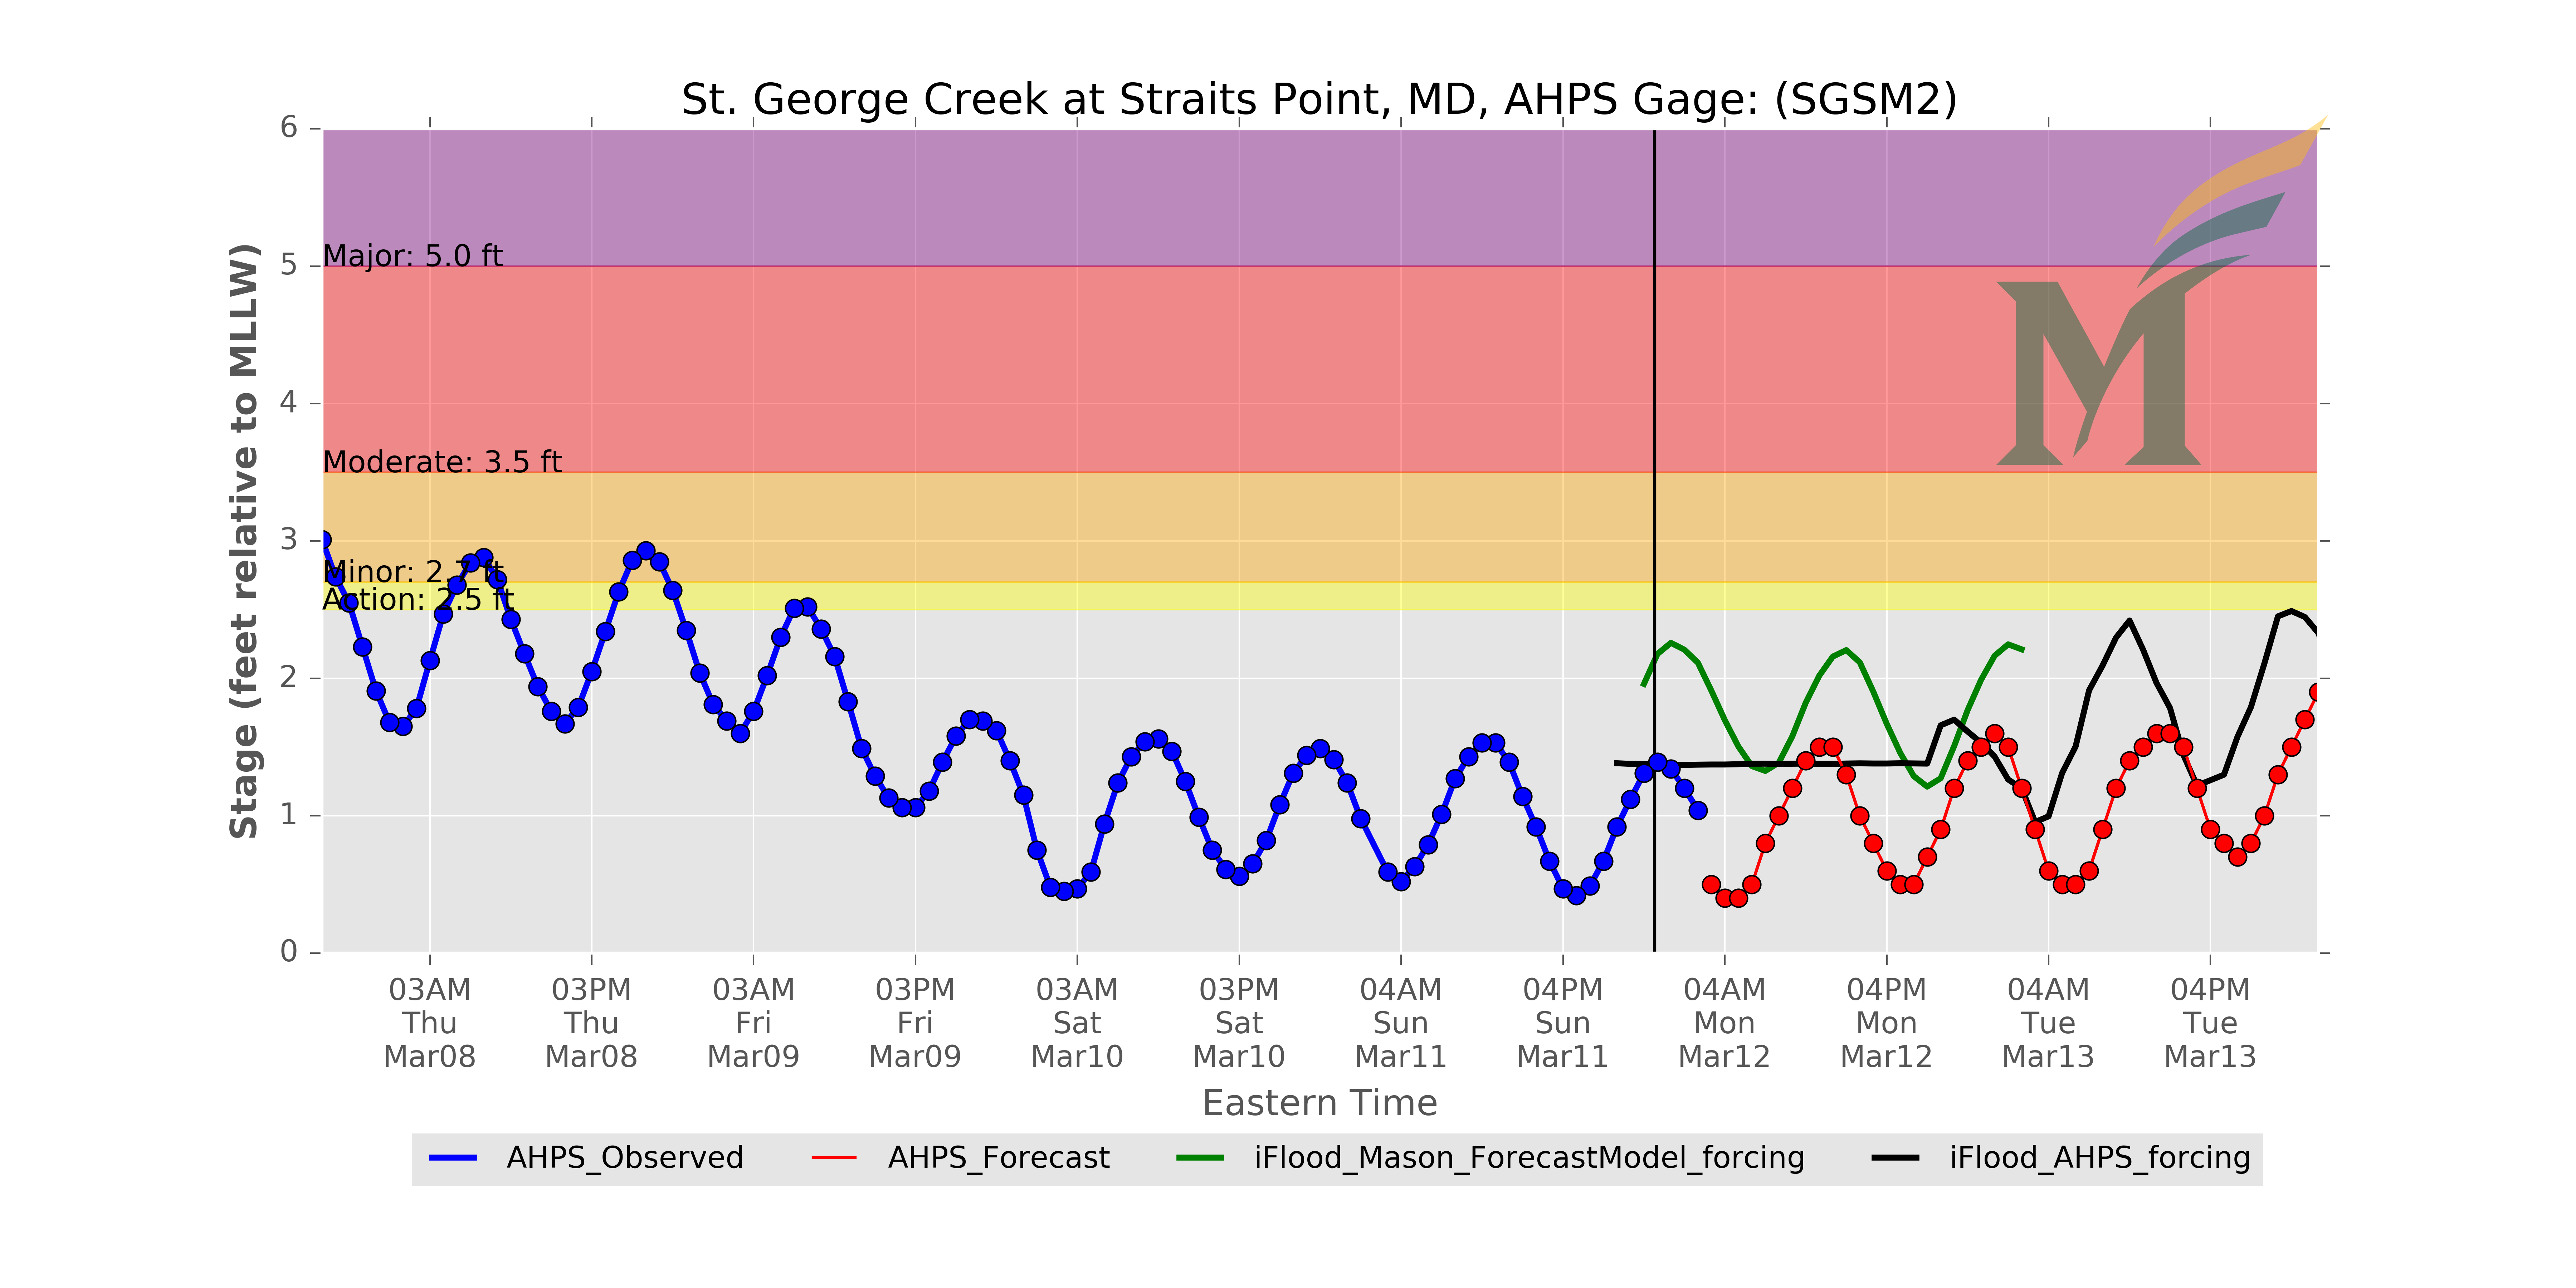 St. George Creek at Straits Point, MD, AHPS Gage: (SGSM2)
Stage (feet relative to MLLW)
6
5
4
3
2
1
0
Major: 5.0 ft
Moderate: 3.5 ft
Minor: 2.7 ft
Action: 2.5 ft
03AM
Thu
Mar08
03PM
Thu
Mar08
03AM
Fri
Mar09
03PM
Fri
Mar09
03AM
Sat
Mar10
03PM
Sat
Mar10
04AM
Sun
Mar11
04PM
Sun
Mar11
04AM
Mon
Mar12
04PM
Mon
Mar12
04AM
Tue
Mar13
04PM
Tue
Mar13
Eastern Time
AHPS_Observed
AHPS_Forecast
iFlood_Mason_ForecastModel_forcing
iFlood_AHPS_forcing
M